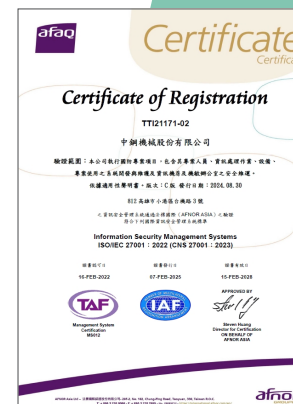 afaq
Certificate
Certificat
Certificate of Registration
TTI21171-02
中鋼機械股份有限公司
驗證範圍：本公司執行國防專案項目，包含其專案人員、資訊處理作業、設備、
專案使用之系統開發與維護及資訊機房及機敏辦公室之安全維運。
依據適用性聲明書，版次：C版 發行日期：2024. 08. 30
812 高雄市小港區台機路3號
之資訊安全管理系統通過法標國際 (AFNOR ASIA) 之驗證
符合下列國際資訊安全管理系統標準
Information Security Management Systems
ISO/IEC 27001 : 2022 (CNS 27001 : 2023)
16-FEB-2022
07-FEB-2025
15-FEB-2028
TAF
Management System
Certification
MS012
IAF
APPROVED BY
Steven Huang
Director for Certification
ON BEHALF OF
AFNOR ASIA
afno